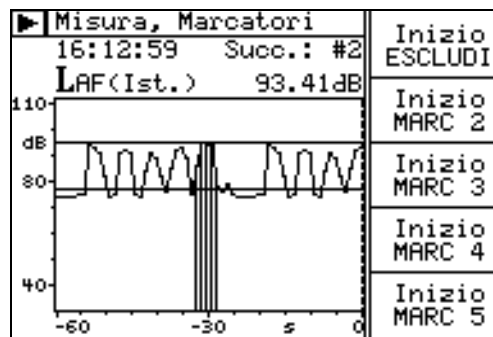 Misura, Marcatori
16:12:59 Succ.: #2
LAF(Ist.) 93.41dB
110
dB
80
40
-60 -30 s 0
Inizio
ESCLUDI
Inizio
MARC 2
Inizio
MARC 3
Inizio
MARC 4
Inizio
MARC 5